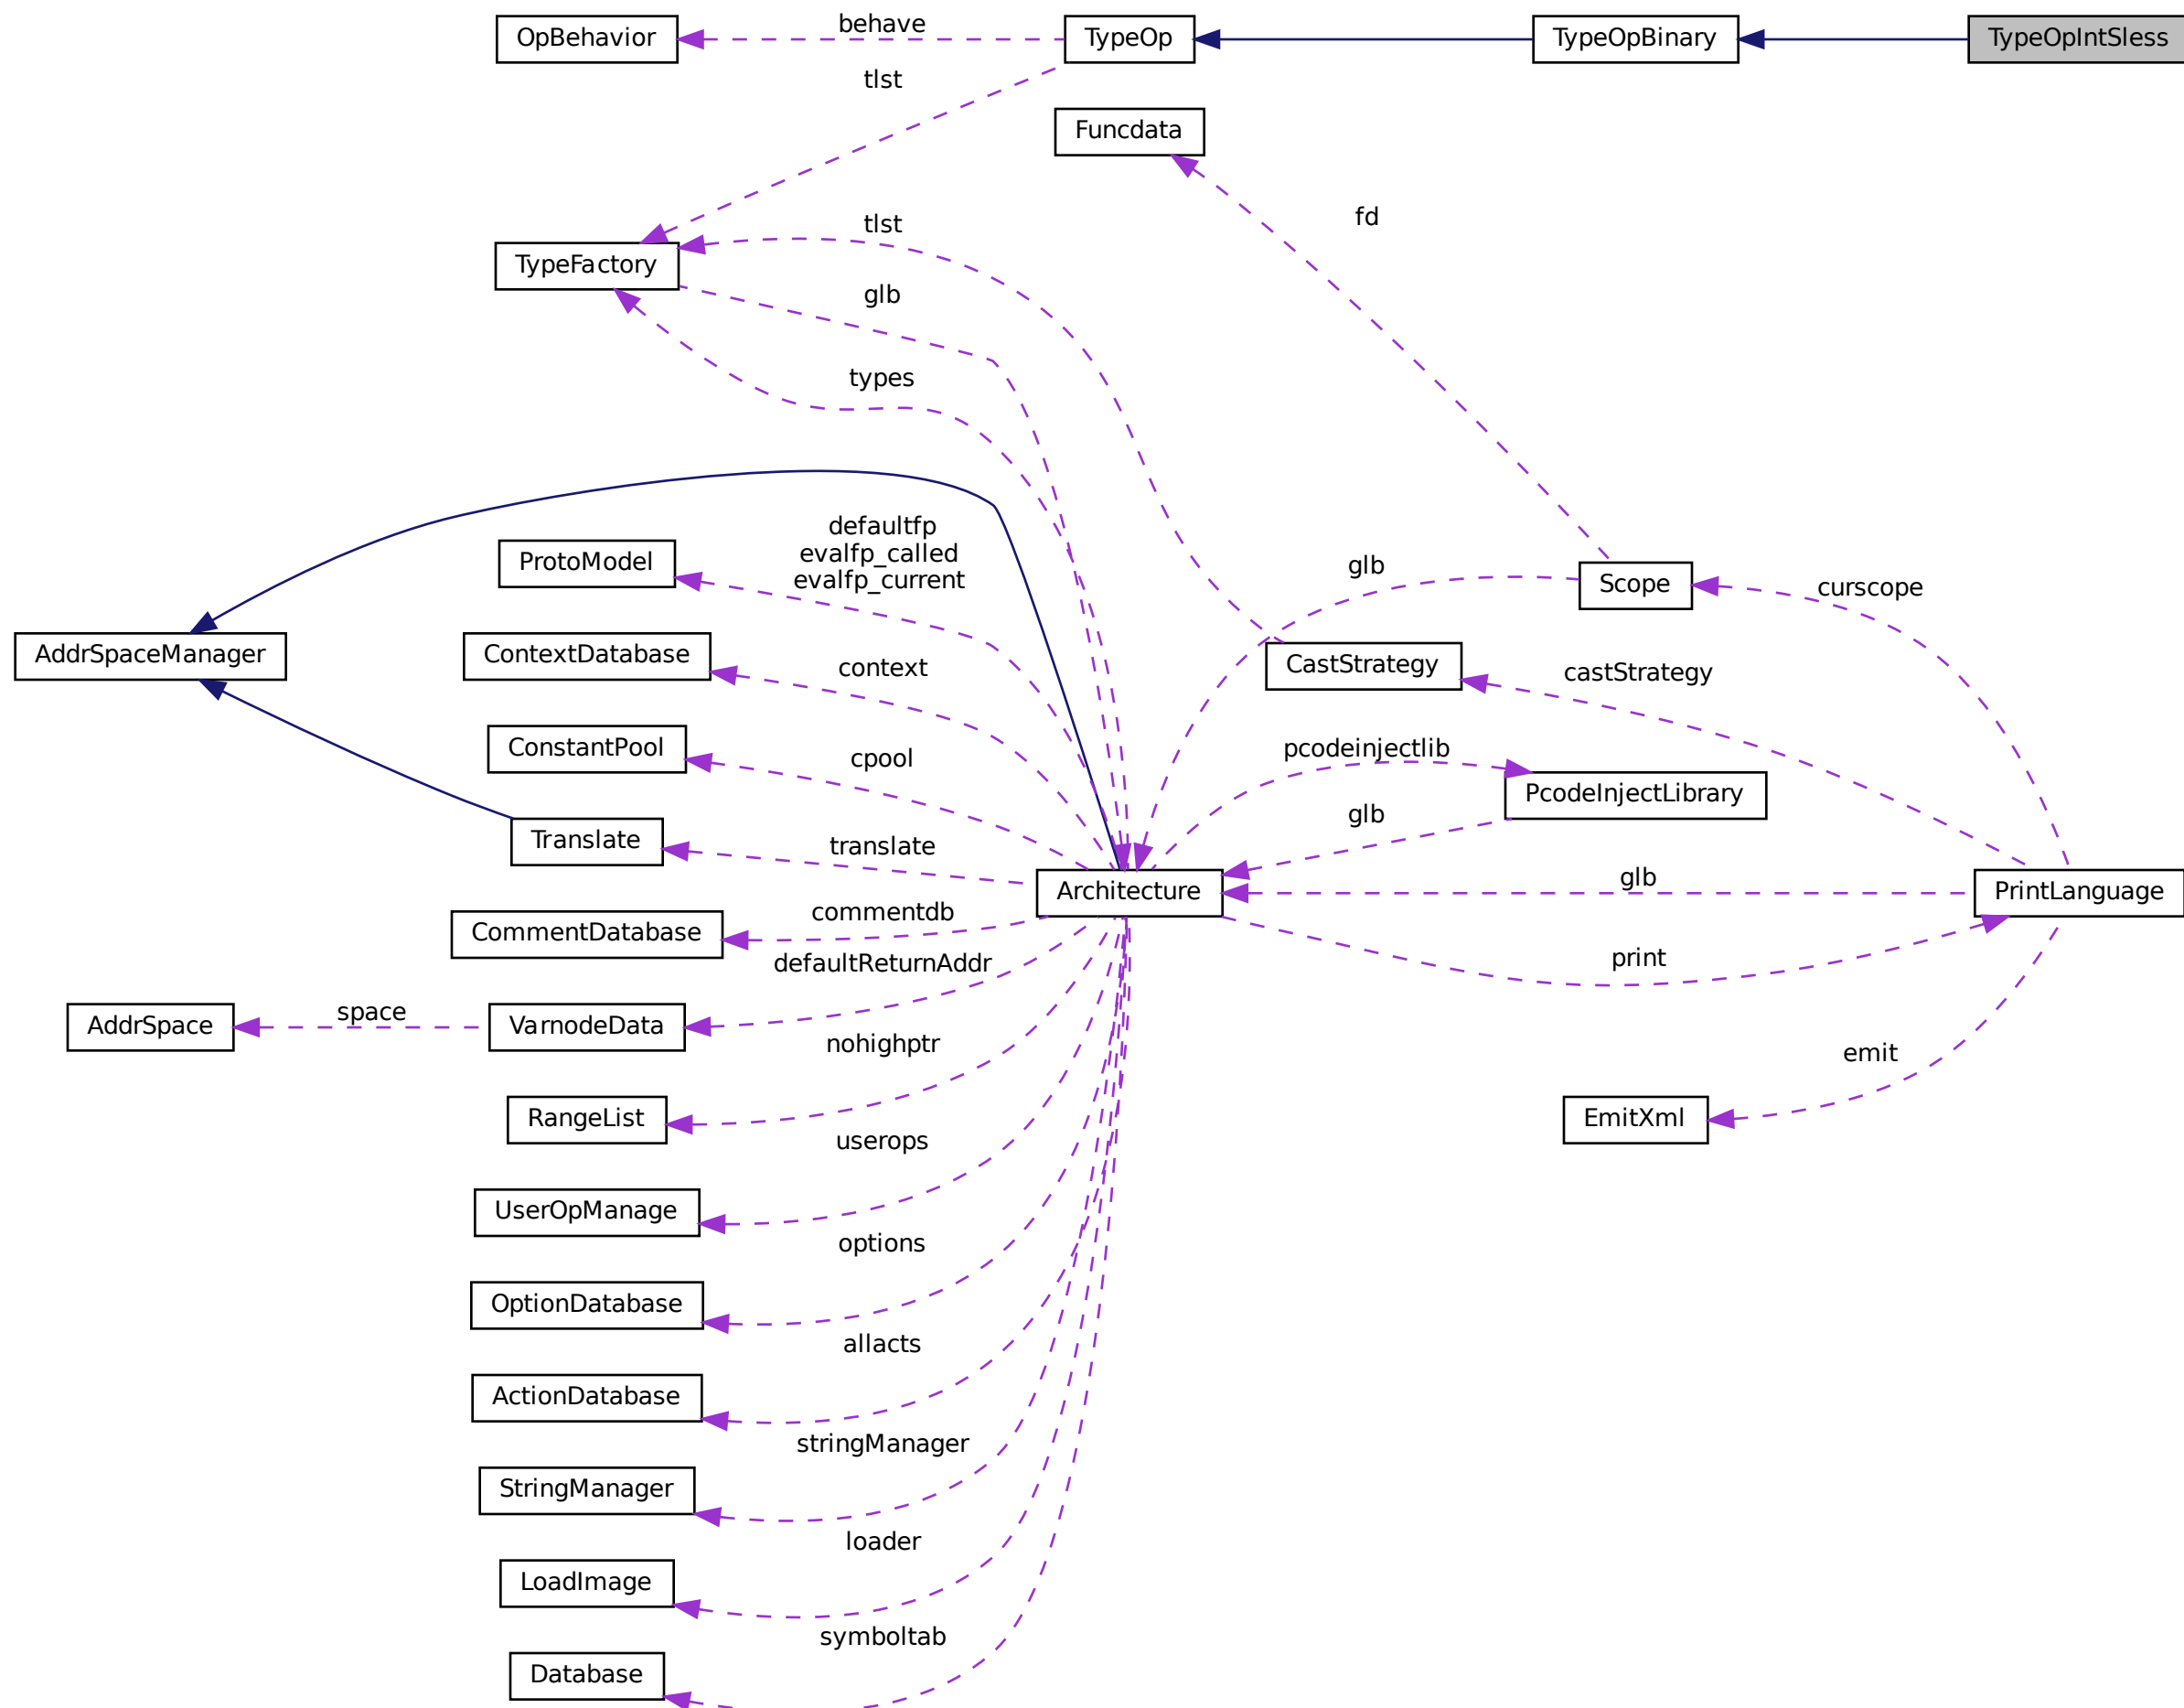 OpBehavior
behave
TypeOp
TypeOpBinary
TypeOpIntSless
tlst
Funcdata
fd
tlst
TypeFactory
glb
types
defaultfp
evalfp_called
evalfp_current
ProtoModel
glb
Scope
curscope
AddrSpaceManager
ContextDatabase
context
CastStrategy
castStrategy
ConstantPool
cpool
pcodeinjectlib
PcodeInjectLibrary
glb
Translate
translate
Architecture
glb
PrintLanguage
CommentDatabase
commentdb
defaultReturnAddr
print
AddrSpace
space
VarnodeData
nohighptr
emit
RangeList
EmitXml
userops
UserOpManage
options
OptionDatabase
allacts
ActionDatabase
stringManager
StringManager
loader
LoadImage
symboltab
Database